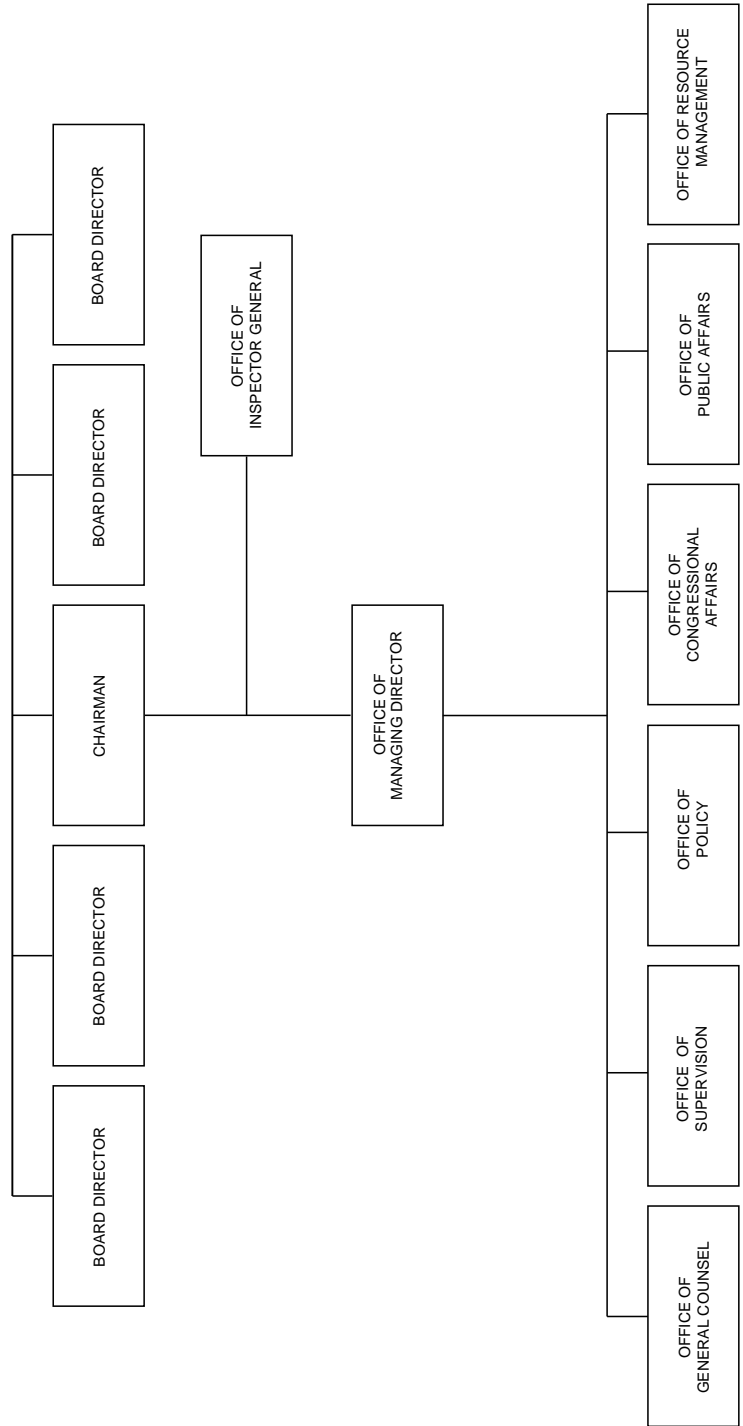 BOARD DIRECTOR
BOARD DIRECTOR
CHAIRMAN
BOARD DIRECTOR
BOARD DIRECTOR
OFFICE OF
INSPECTOR GENERAL
OFFICE OF
MANAGING DIRECTOR
OFFICE OF
GENERAL COUNSEL
OFFICE OF
SUPERVISION
OFFICE OF
POLICY
OFFICE OF
CONGRESSIONAL
AFFAIRS
OFFICE OF
PUBLIC AFFAIRS
OFFICE OF RESOURCE
MANAGEMENT